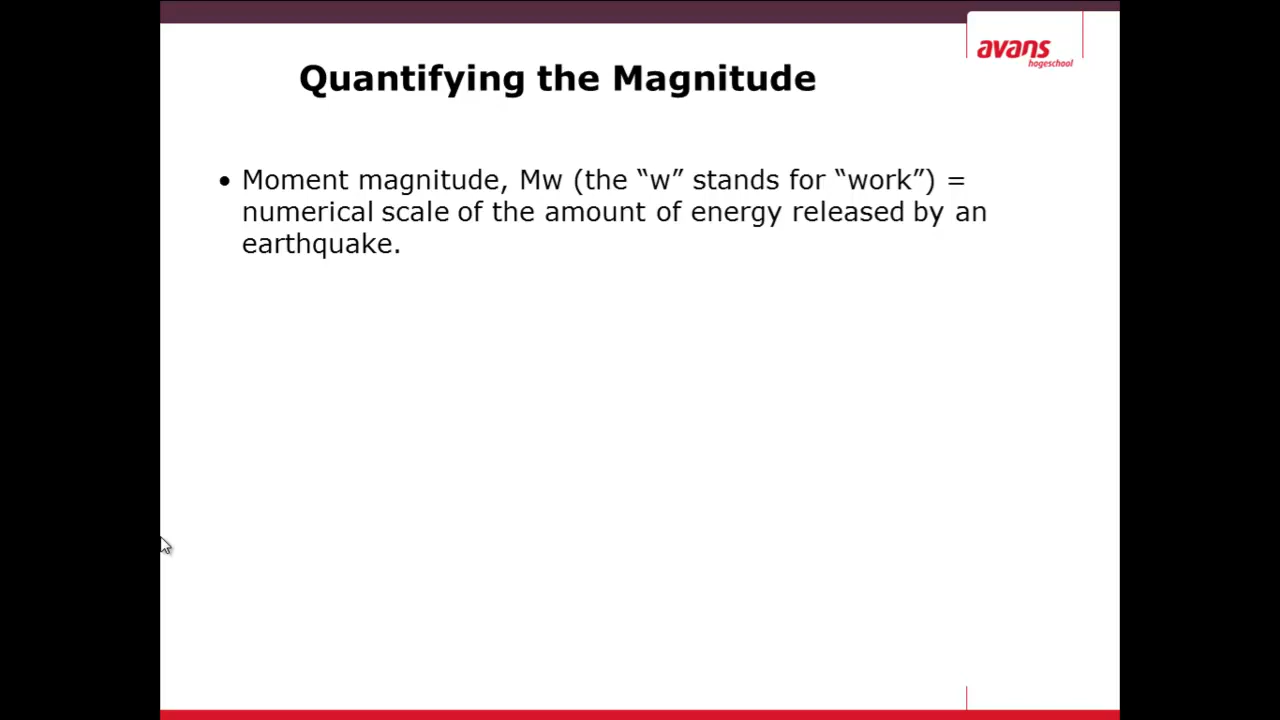 avans
hogeschool
Quantifying the Magnitude
• Moment magnitude, Mw (the “w” stands for “work”) =
numerical scale of the amount of energy released by an
earthquake.